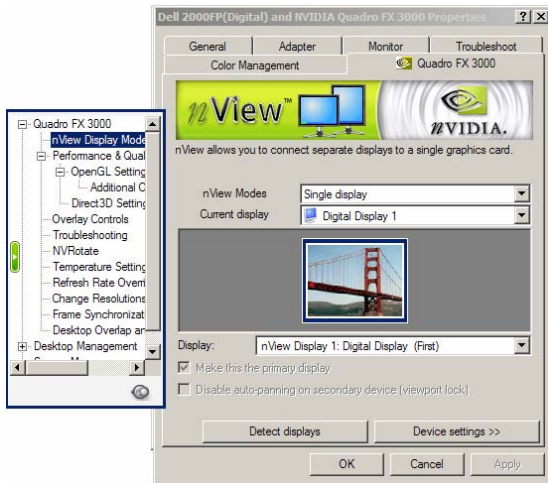 Dell 2000FP(Digital) and NVIDIA Quadro FX 3000 Properties
General Adapter Monitor Troubleshoot
Color Management Quadro FX 3000
nView™
NVIDIA.
nView allows you to connect separate displays to a single graphics card.
nView Modes Single display
Current display Digital Display 1
Display: nView Display 1: Digital Display (First)
Make this the primary display
Disable auto-panning on secondary device (viewport lock)
Detect displays Device settings >>
OK Cancel Apply
Quadro FX 3000
nView Display Mode
Performance & Qual
OpenGL Setting
Additional O
Direct3D Setting
Overlay Controls
Troubleshooting
NVRotate
Temperature Setting
Refresh Rate Overri
Change Resolutions
Frame Synchronizat
Desktop Overlap an
Desktop Management